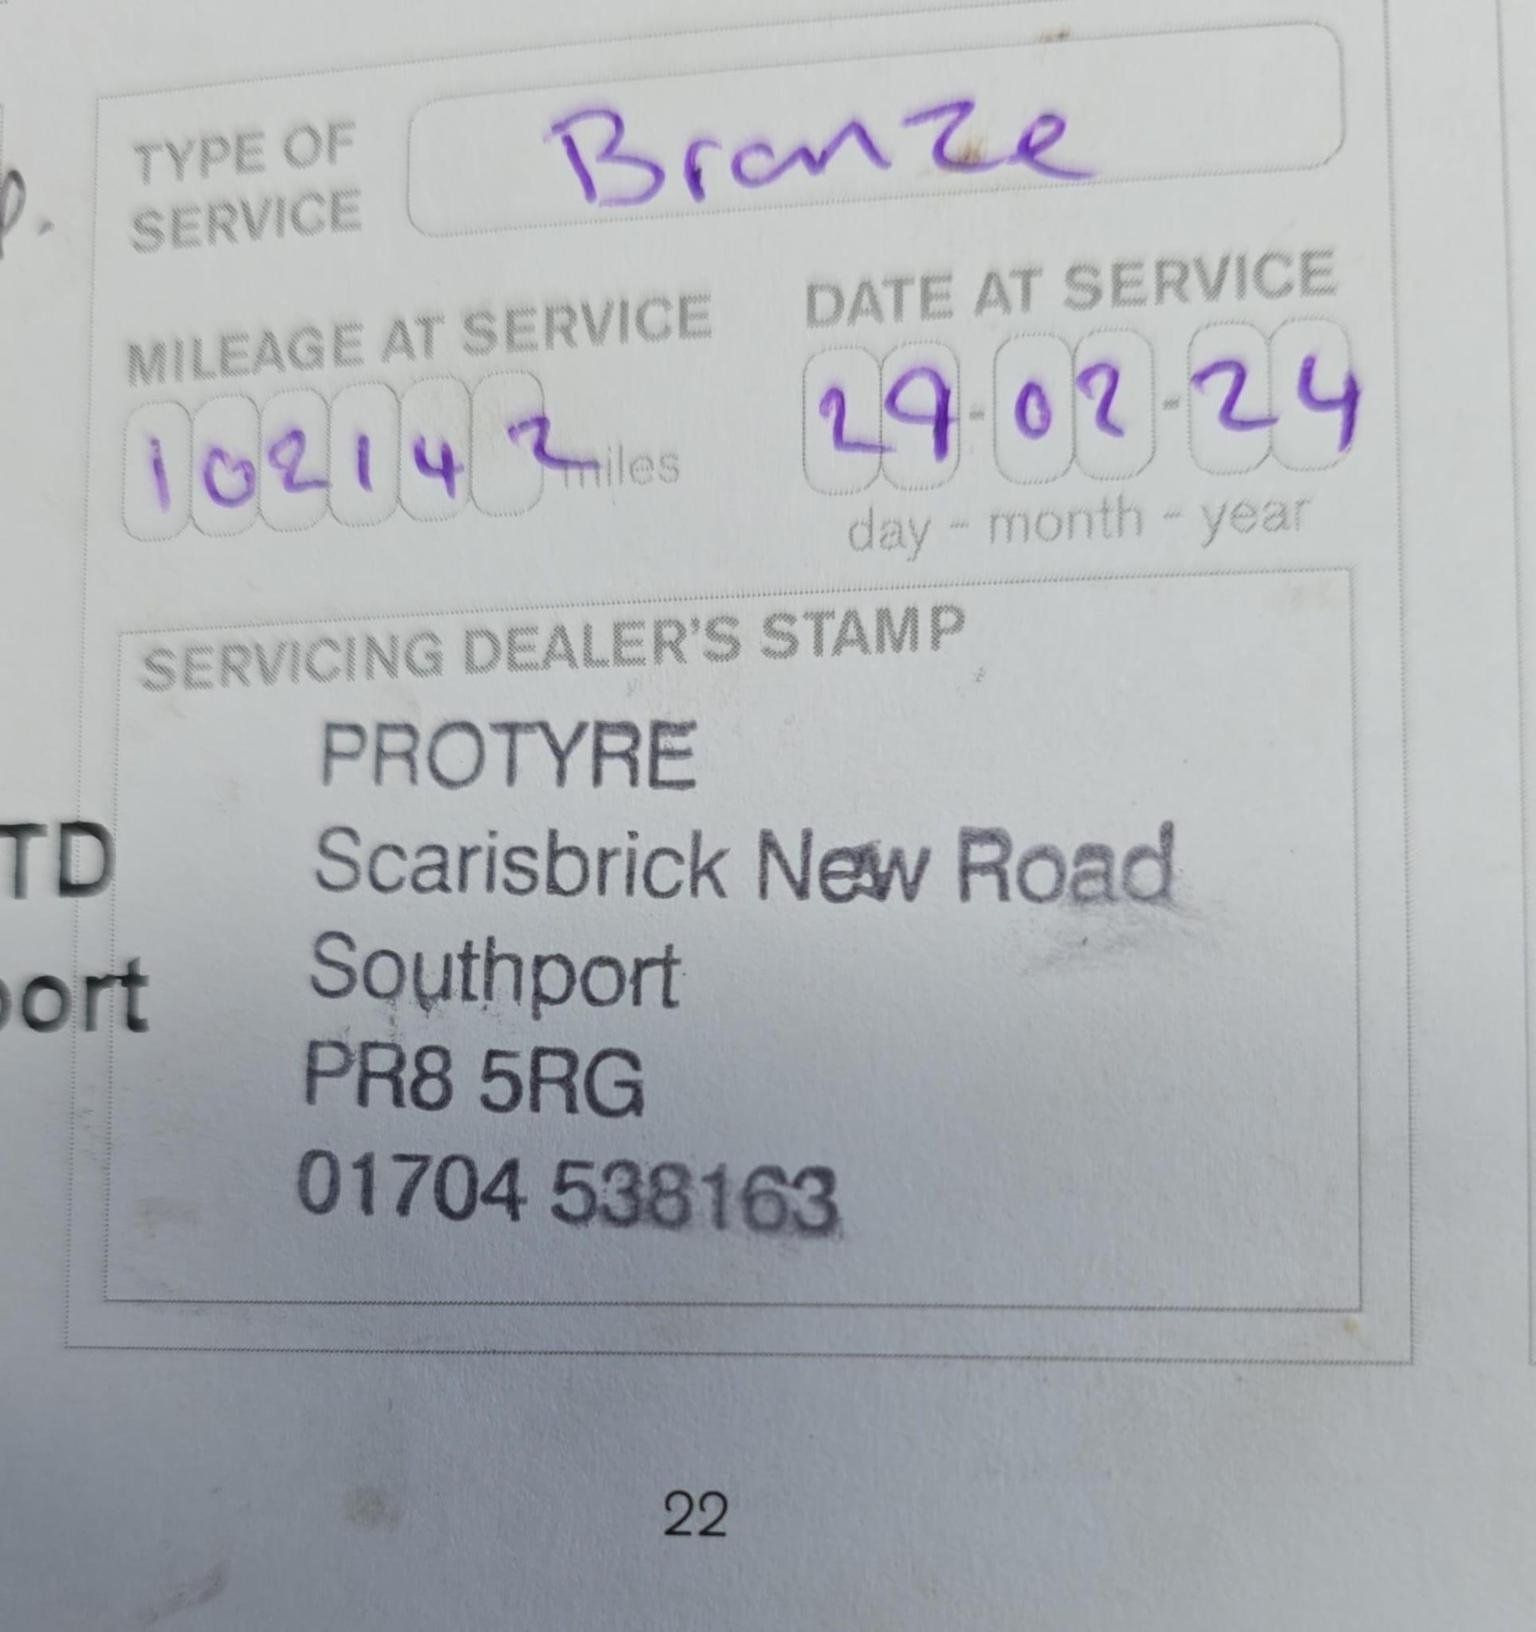 TYPE OF
SERVICE
Bronze
MILEAGE AT SERVICE
102142 miles
DATE AT SERVICE
29-02-24
day - month - year
SERVICING DEALER'S STAMP
PROTYRE
Scarisbrick New Road
Southport
PR8 5RG
01704 538163
TD
ort
22